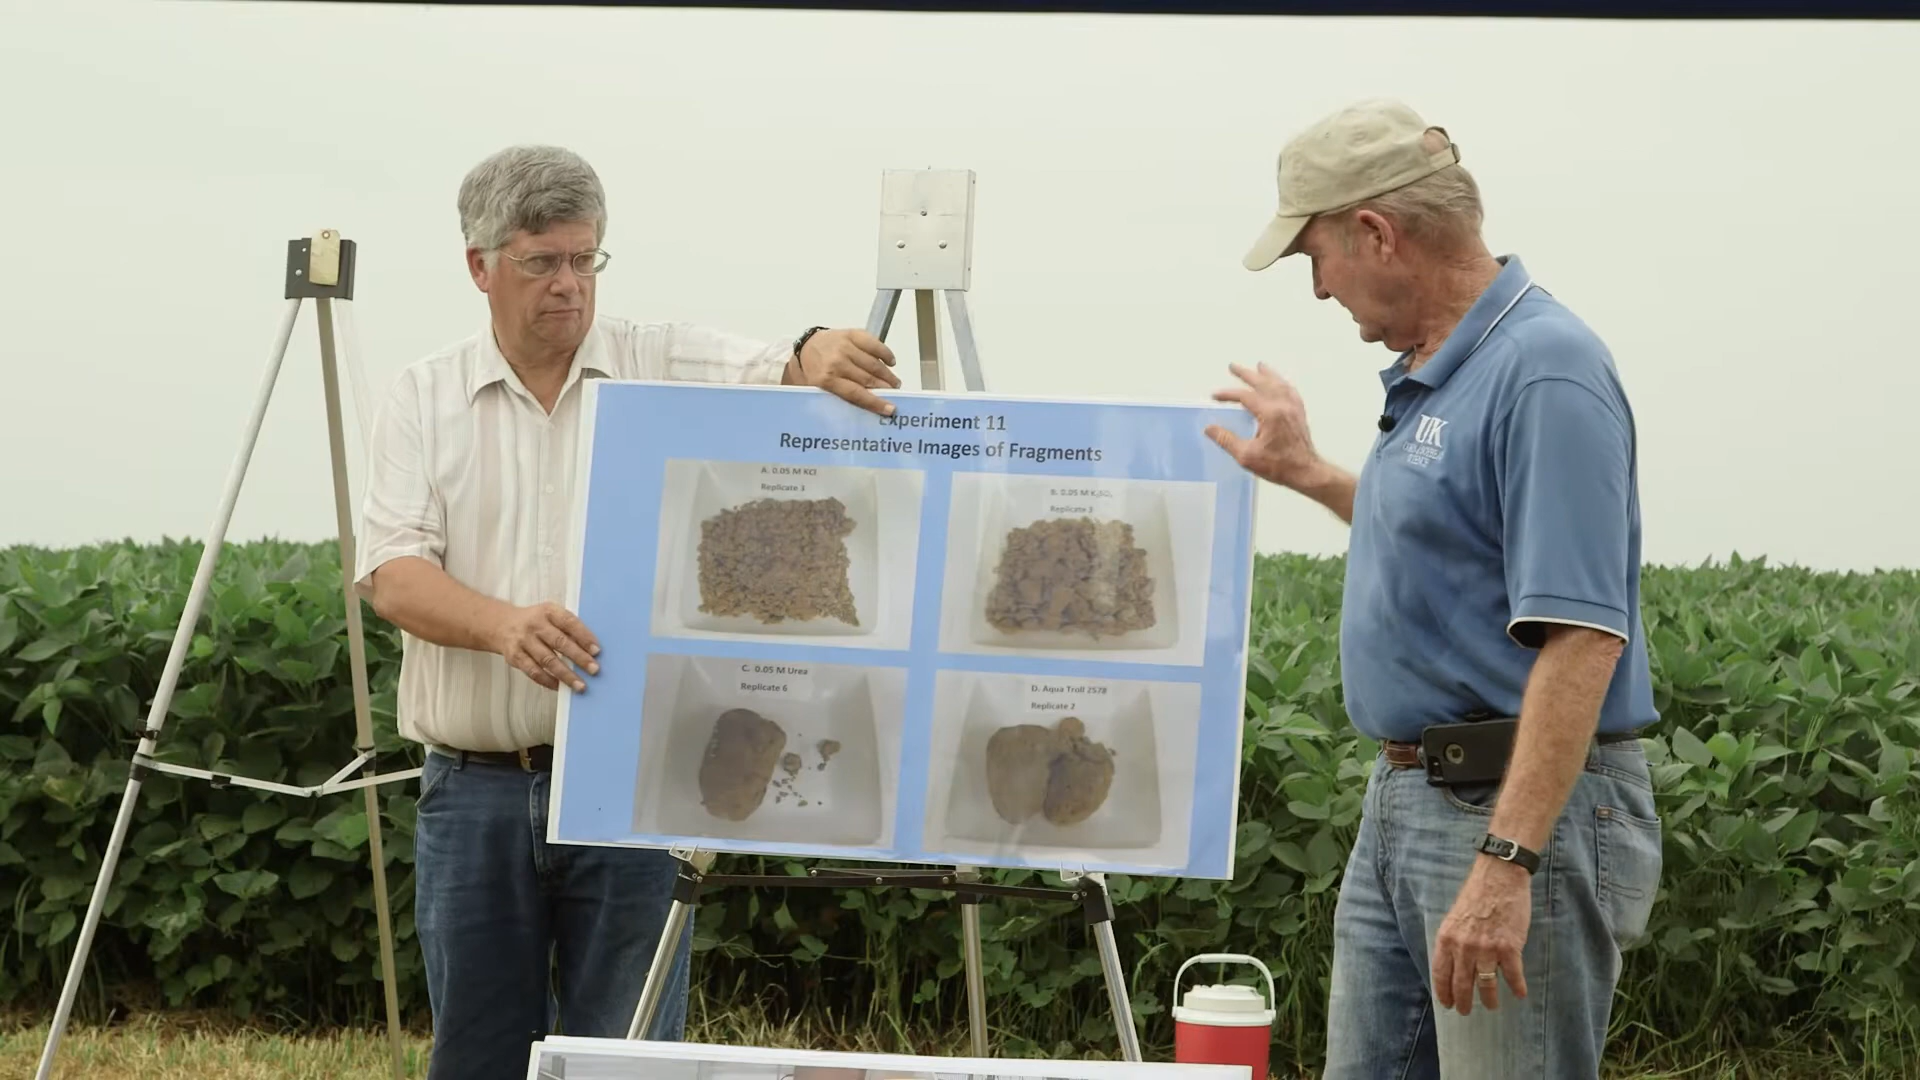 Experiment 11
Representative Images of Fragments
A. 0.05 M KCl
Replicate 3
B. 0.05 M K₂SO₄
Replicate 3
C. 0.05 M Urea
Replicate 6
D. Aqua Troll 2578
Replicate 2
UK